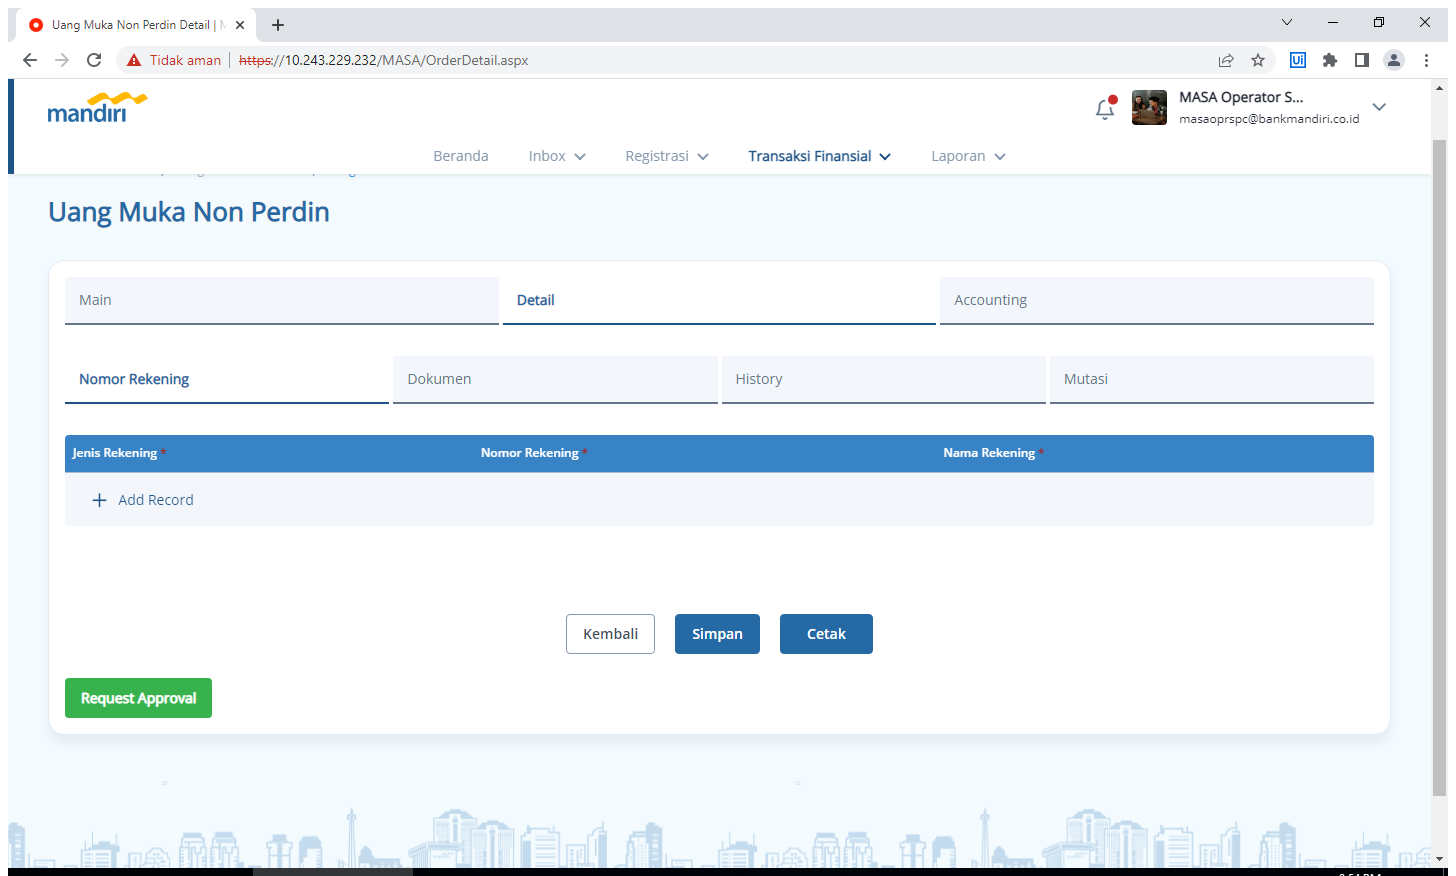 Uang Muka Non Perdin Detail |
Tidak aman
https://10.243.229.232/MASA/OrderDetail.aspx
Ui
mandırı
MASA Operator S...
masaoprspc@bankmandiri.co.id
Beranda
Inbox
Registrasi
Transaksi Finansial
Laporan
Uang Muka Non Perdin
Main
Detail
Accounting
Nomor Rekening
Dokumen
History
Mutasi
Jenis Rekening *
Nomor Rekening *
Nama Rekening *
+ Add Record
Kembali
Simpan
Cetak
Request Approval